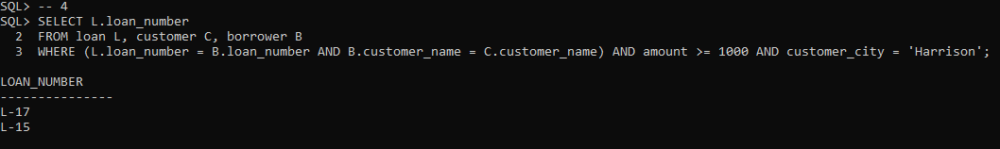 SQL> -- 4
SQL> SELECT L.loan_number
  2  FROM loan L, customer C, borrower B
  3  WHERE (L.loan_number = B.loan_number AND B.customer_name = C.customer_name) AND amount >= 1000 AND customer_city = 'Harrison';

LOAN_NUMBER
---------------
L-17
L-15